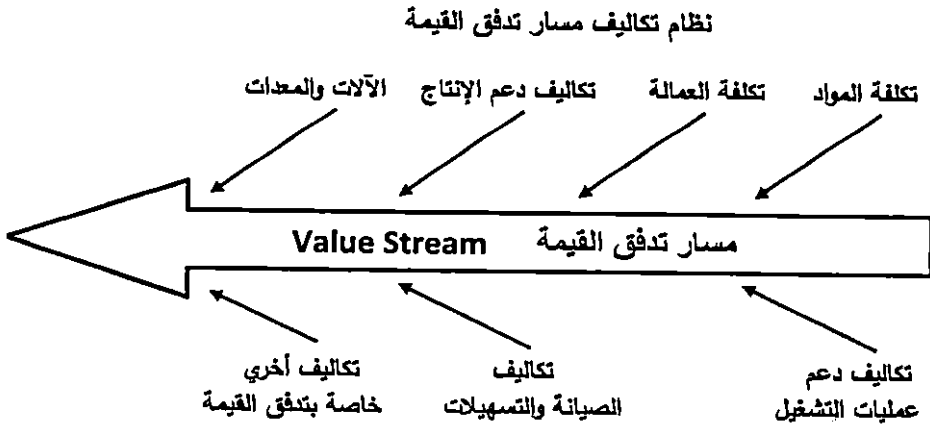 نظام تكاليف مسار تدفق القيمة
تكلفة المواد
تكلفة العمالة
تكاليف دعم الإنتاج
الآلات والمعدات
مسار تدفق القيمة Value Stream
تكاليف دعم
عمليات التشغيل
تكاليف
الصيانة والتسهيلات
تكاليف أخري
خاصة بتدفق القيمة